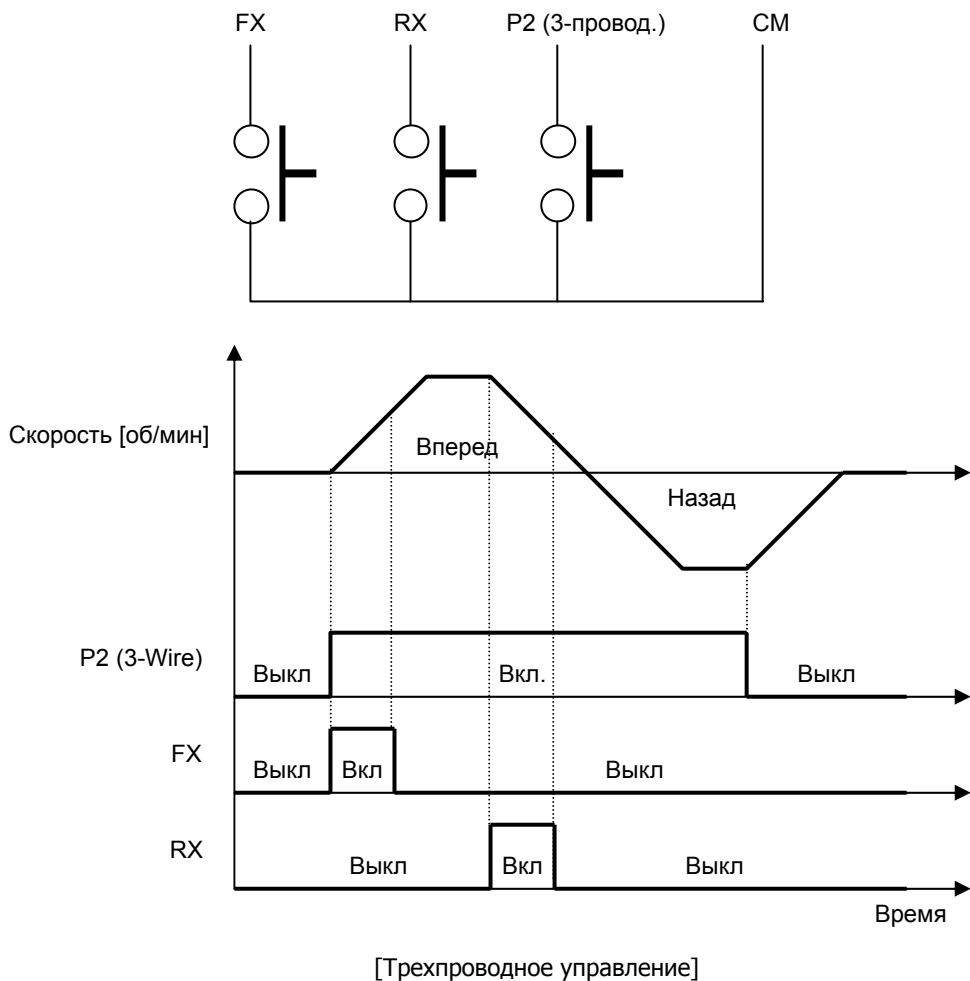 FX RX P2 (3-провод.) CM
Скорость [об/мин]
Вперед
Назад
P2 (3-Wire)
Выкл Вкл. Выкл
FX
Выкл Вкл Выкл
RX
Выкл Вкл Выкл
Время
[Трехпроводное управление]